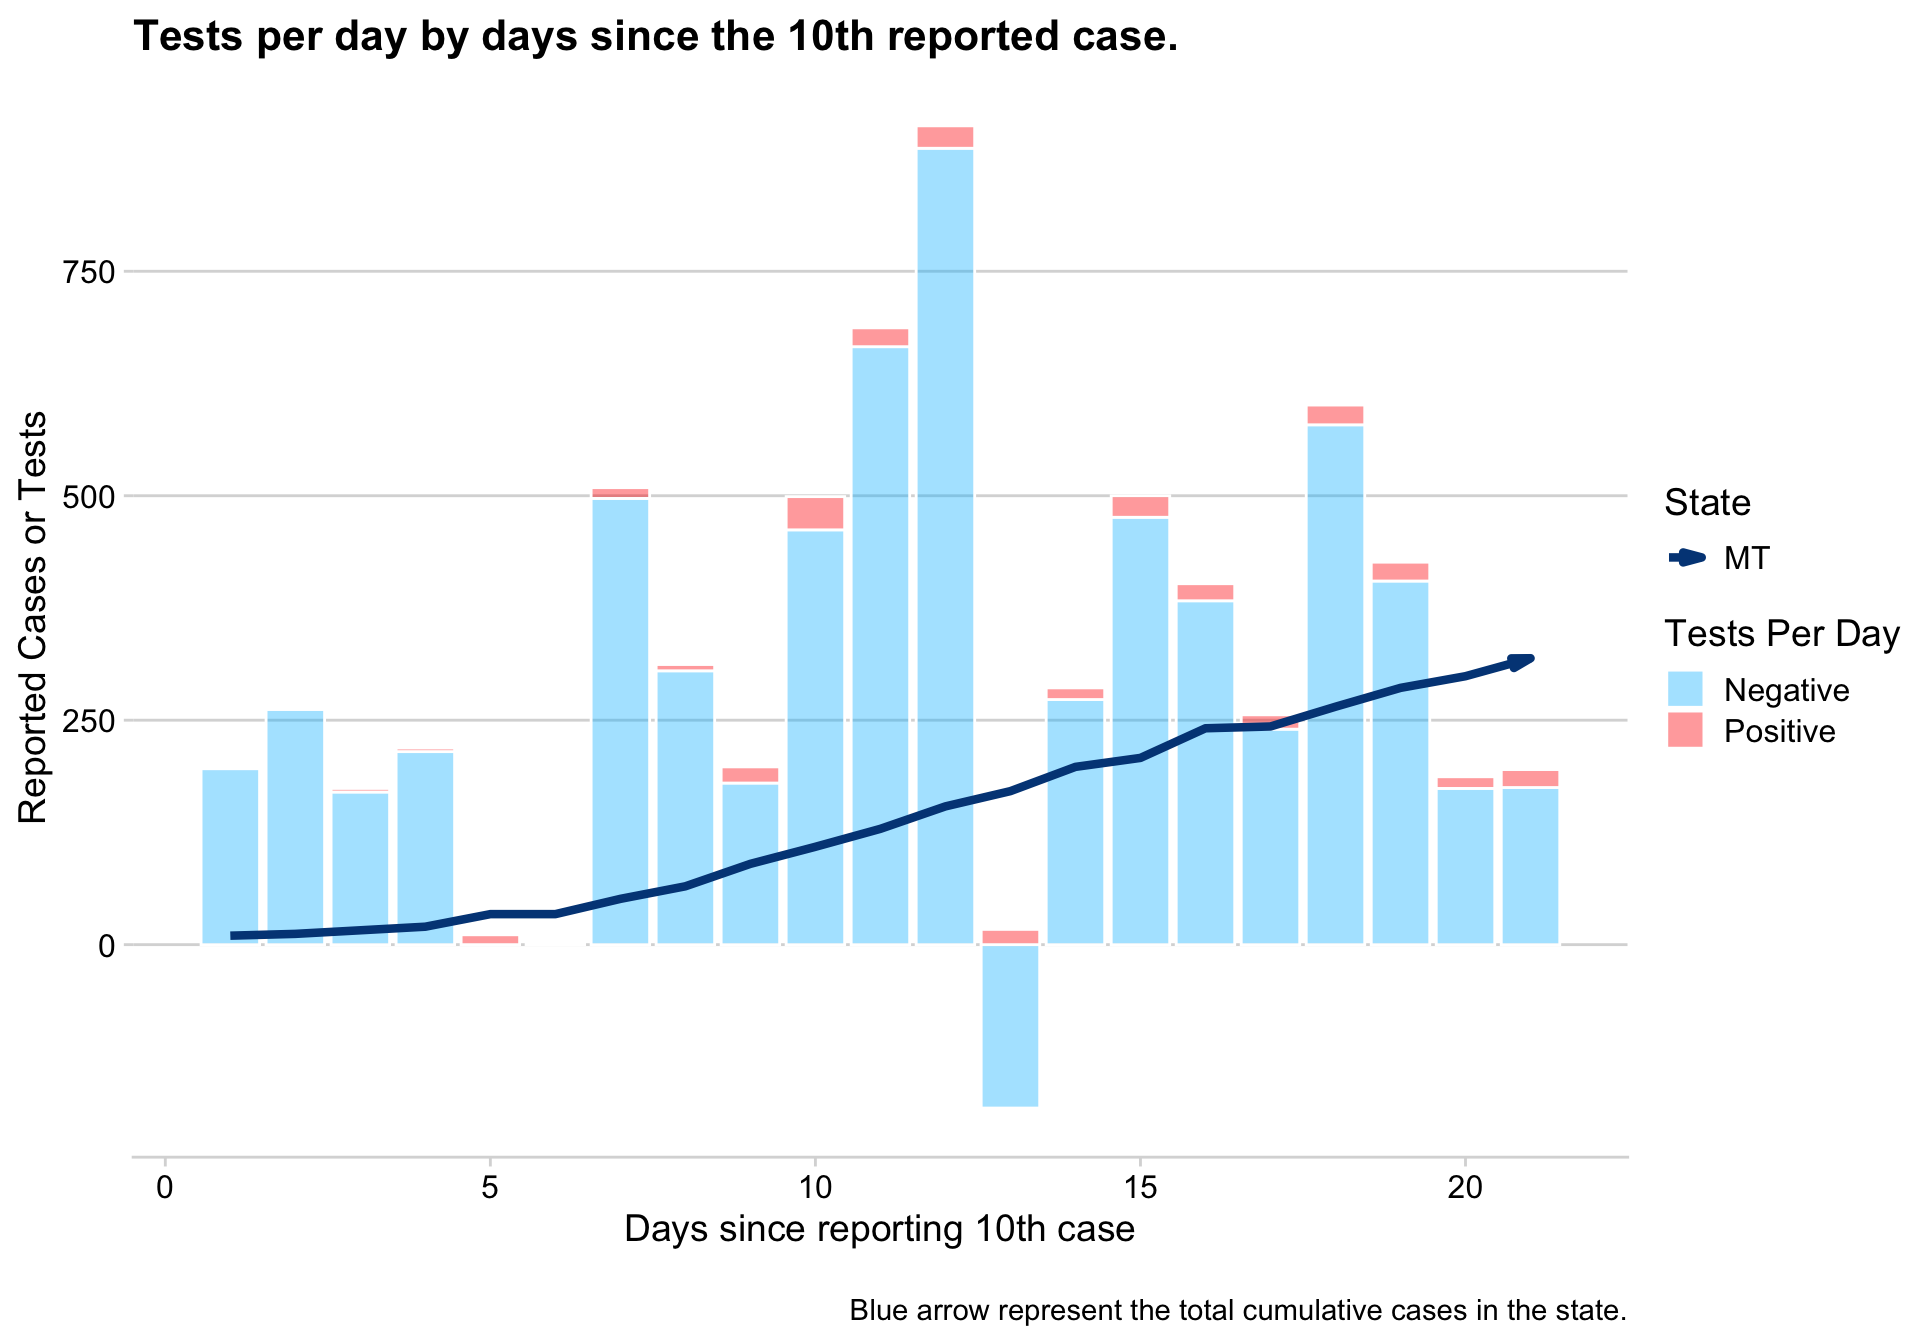 Tests per day by days since the 10th reported case.
Reported Cases or Tests
750
500
250
0
0
5
10
15
20
Days since reporting 10th case
State
MT
Tests Per Day
Negative
Positive
Blue arrow represent the total cumulative cases in the state.